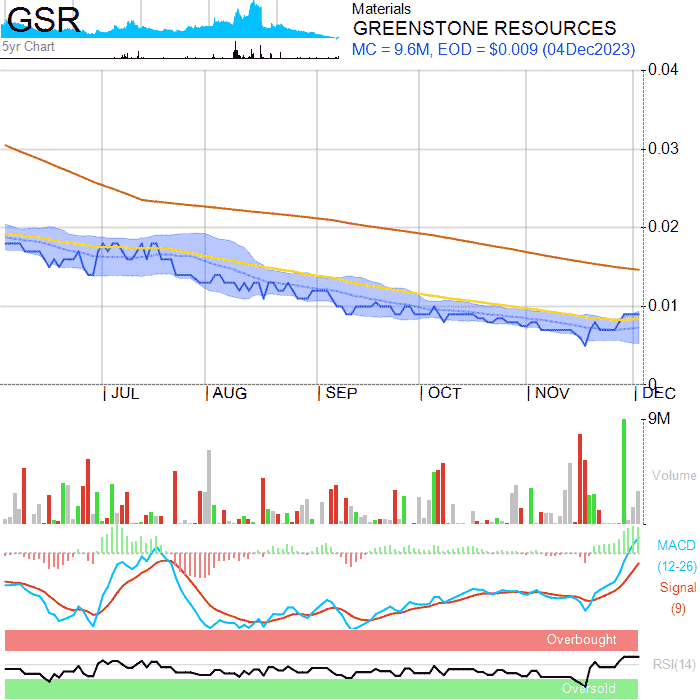 GSR
5yr Chart
Materials
GREENSTONE RESOURCES
MC = 9.6M, EOD = $0.009 (04Dec2023)
0.04
0.03
0.02
0.01
0
JUL
AUG
SEP
OCT
NOV
DEC
9M
Volume
MACD
(12-26)
Signal
(9)
Overbought
RSI(14)
Oversold